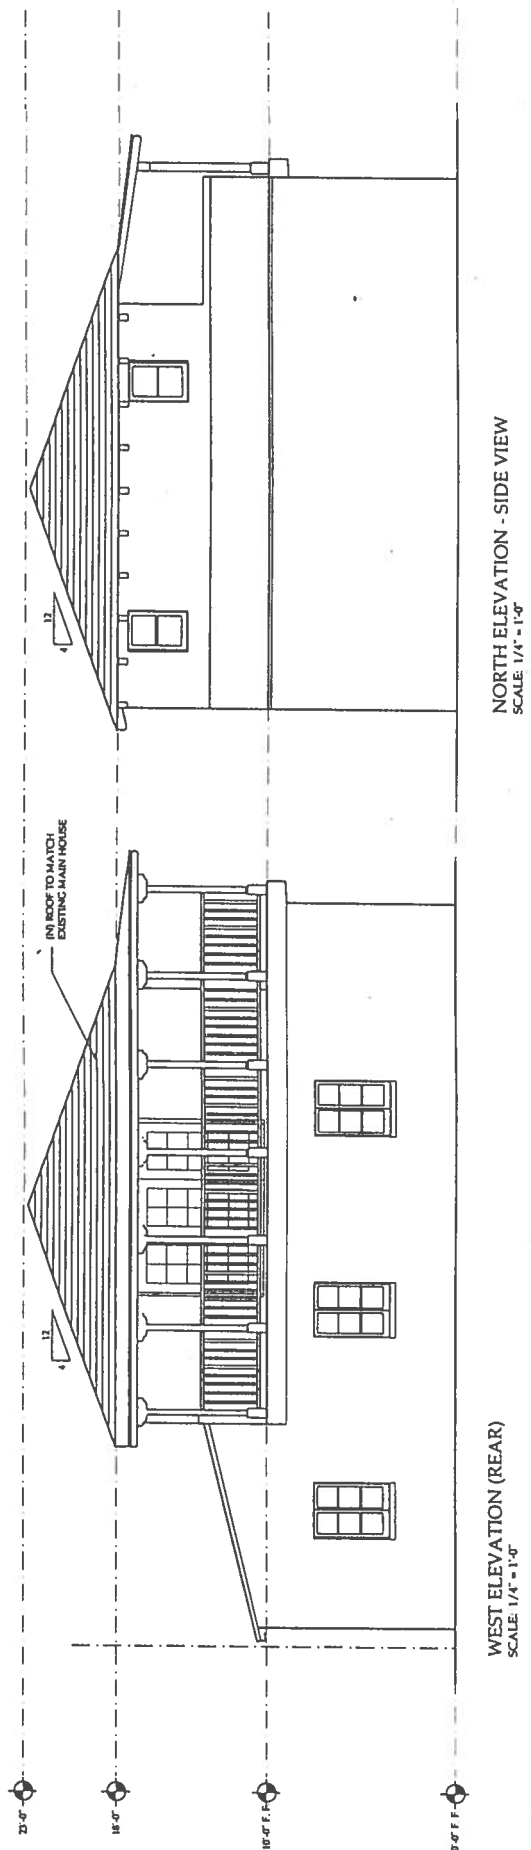 23'-0"
18'-0"
10'-0" F. F.
0'-0" F F
12
4
(N) ROOF TO MATCH
EXISTING MAIN HOUSE
12
4
WEST ELEVATION (REAR)
SCALE: 1/4" = 1'-0"
NORTH ELEVATION - SIDE VIEW
SCALE: 1/4" = 1'-0"